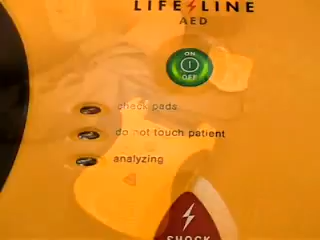 LIFELINE
AED
ON
OFF
check pads
do not touch patient
analyzing
SHOCK